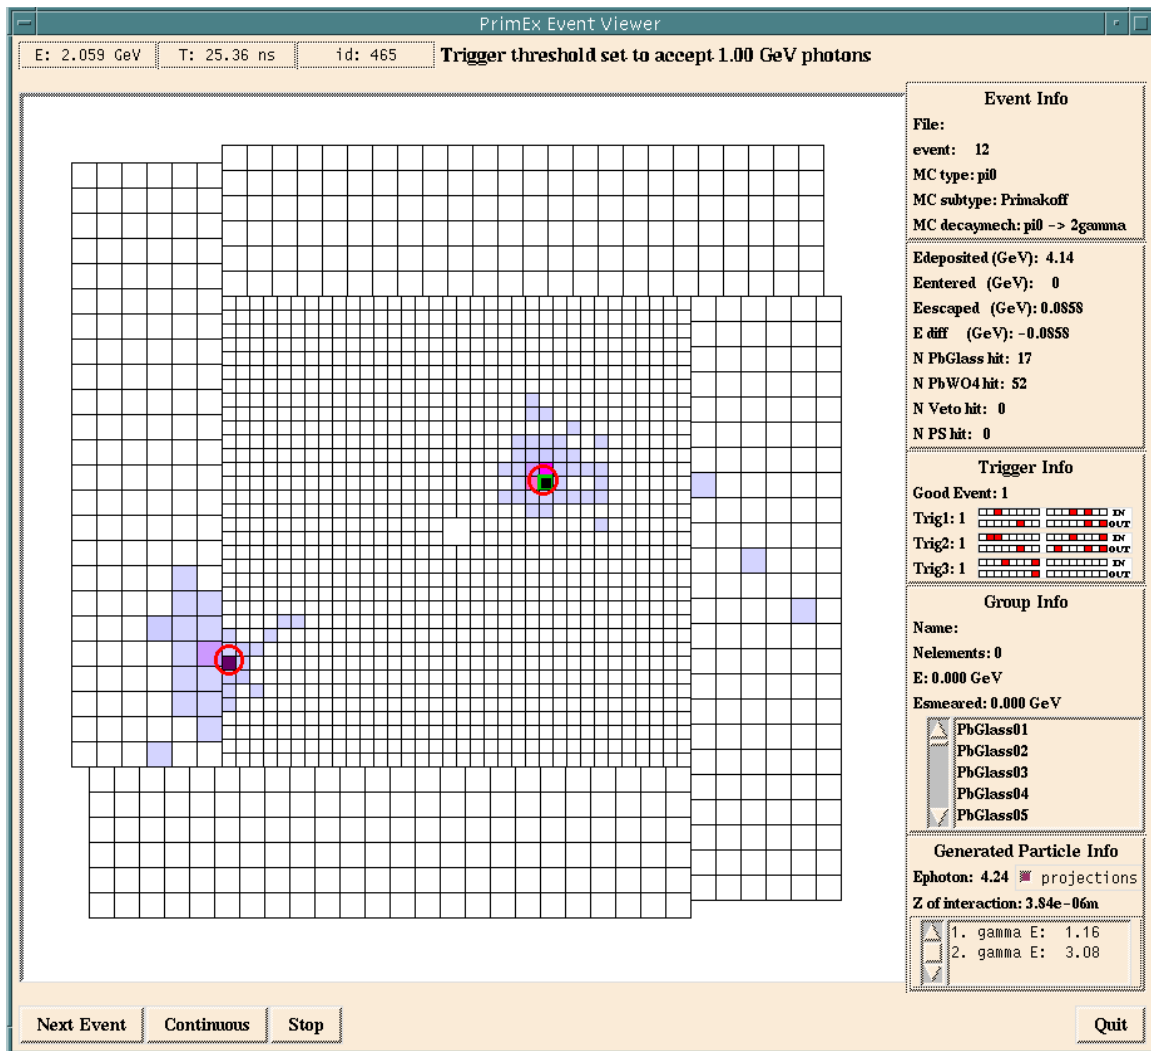 PrimEx Event Viewer
E: 2.059 GeV T: 25.36 ns id: 465 Trigger threshold set to accept 1.00 GeV photons
Event Info
File:
event: 12
MC type: pi0
MC subtype: Primakoff
MC decaymech: pi0 -> 2gamma
Edeposited (GeV): 4.14
Eentered (GeV): 0
Eescaped (GeV): 0.0858
E diff (GeV): -0.0858
N PbGlass hit: 17
N PbWO4 hit: 52
N Veto hit: 0
N PS hit: 0
Trigger Info
Good Event: 1
Trig1: 1 IN
OUT
Trig2: 1 IN
OUT
Trig3: 1 IN
OUT
Group Info
Name:
Nelements: 0
E: 0.000 GeV
Esmeared: 0.000 GeV
PbGlass01
PbGlass02
PbGlass03
PbGlass04
PbGlass05
Generated Particle Info
Ephoton: 4.24 projections
Z of interaction: 3.84e-06m
1. gamma E: 1.16
2. gamma E: 3.08
Next Event Continuous Stop Quit